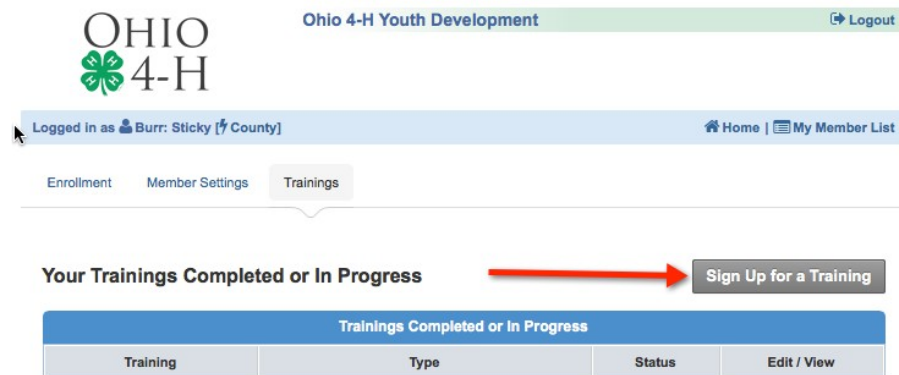 OHIO
4-H
Ohio 4-H Youth Development
Logout
Logged in as Burr: Sticky [County]
Home | My Member List
Enrollment Member Settings Trainings
Your Trainings Completed or In Progress
Sign Up for a Training
Trainings Completed or In Progress
Training Type Status Edit / View